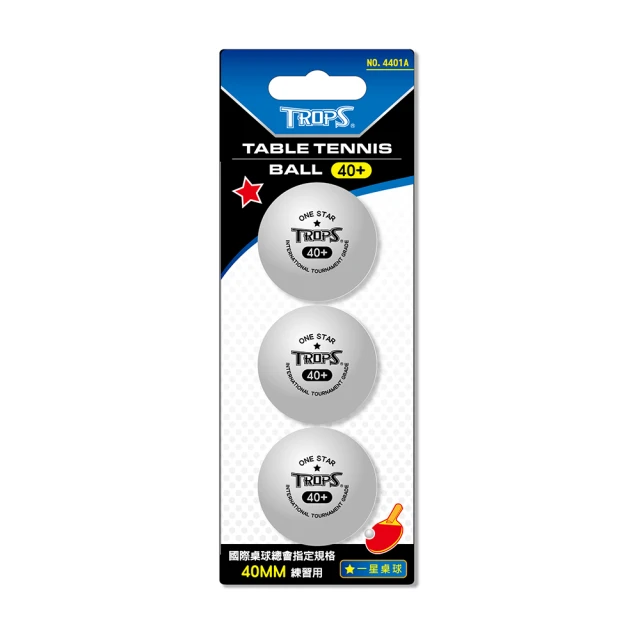 NO. 4401A
TROPS®
TABLE TENNIS
BALL 40+
ONE STAR
TROPS®
40+
INTERNATIONAL TOURNAMENT GRADE
ONE STAR
TROPS®
40+
INTERNATIONAL TOURNAMENT GRADE
ONE STAR
TROPS®
40+
INTERNATIONAL TOURNAMENT GRADE
國際桌球總會指定規格
40MM 練習用
一星桌球